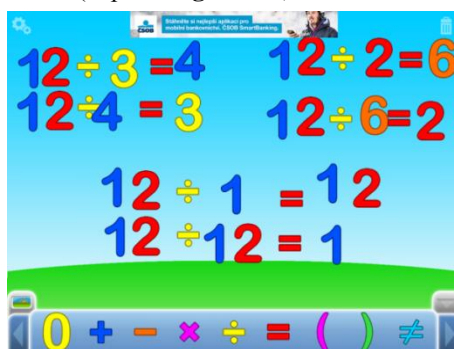 Stáhněte si nejlepší aplikaci pro
mobilní bankovnictví. ČSOB SmartBanking.
ČSOB
12÷3=4
12÷2=6
12÷4=3
12÷6=2
12÷1=12
12÷12=1
0 + - × ÷ = ( ) ≠